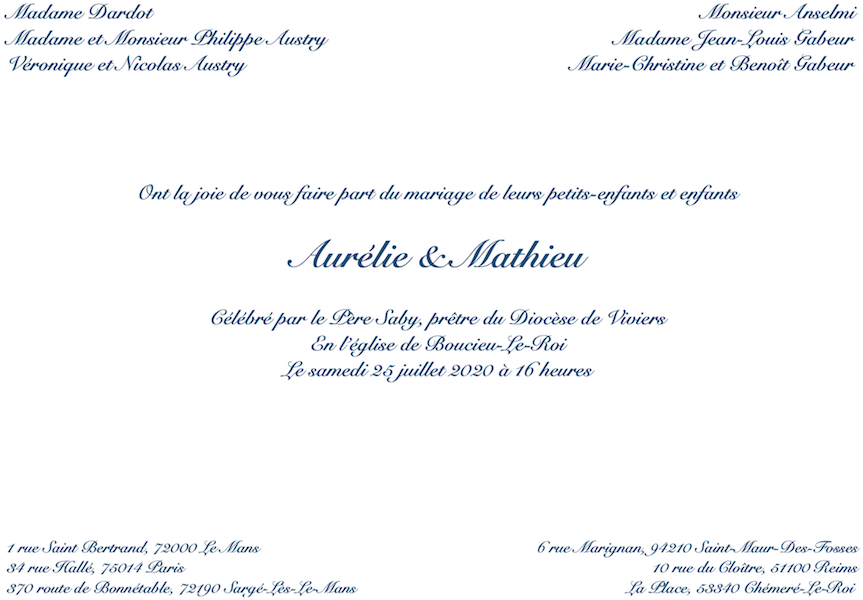 Madame Dardot
Madame et Monsieur Philippe Austry
Véronique et Nicolas Austry
Monsieur Anselmi
Madame Jean-Louis Gabeur
Marie-Christine et Benoît Gabeur
Ont la joie de vous faire part du mariage de leurs petits-enfants et enfants
Aurélie & Mathieu
Célébré par le Père Saby, prêtre du Diocèse de Viviers
En l'église de Boucieu-Le-Roi
Le samedi 25 juillet 2020 à 16 heures
1 rue Saint Bertrand, 72000 Le Mans
34 rue Hallé, 75014 Paris
370 route de Bonnétable, 72190 Sargé-Lès-Le-Mans
6 rue Marignan, 94210 Saint-Maur-Des-Fosses
10 rue du Cloître, 51100 Reims
La Place, 53340 Chémeré-Le-Roi